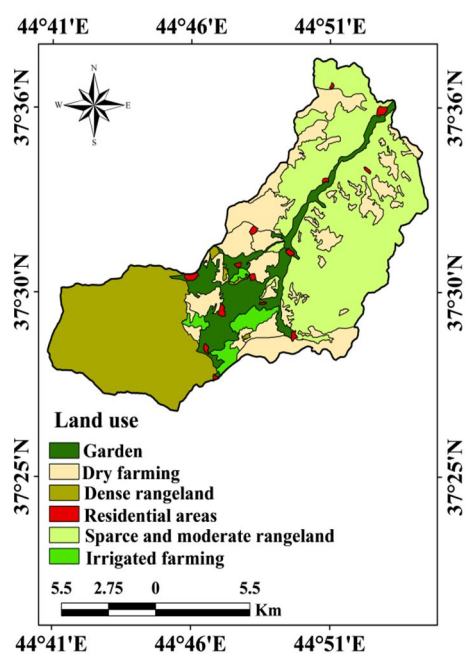 44°41'E 44°46'E 44°51'E
37°36'N 37°36'N
N
W E
S
37°30'N 37°30'N
37°25'N 37°25'N
Land use
Garden
Dry farming
Dense rangeland
Residential areas
Sparce and moderate rangeland
Irrigated farming
5.5 2.75 0 5.5
Km
44°41'E 44°46'E 44°51'E